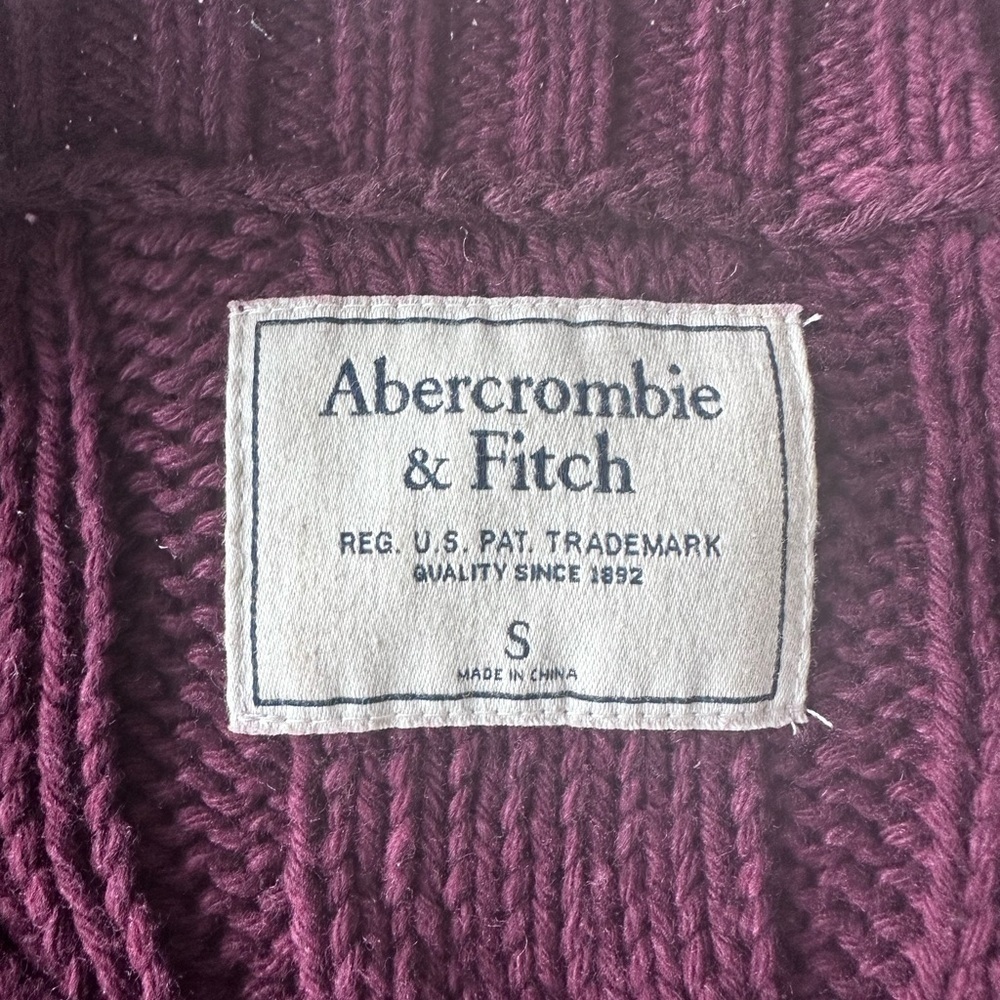 Abercrombie
& Fitch
REG. U.S. PAT. TRADEMARK
QUALITY SINCE 1892
S
MADE IN CHINA